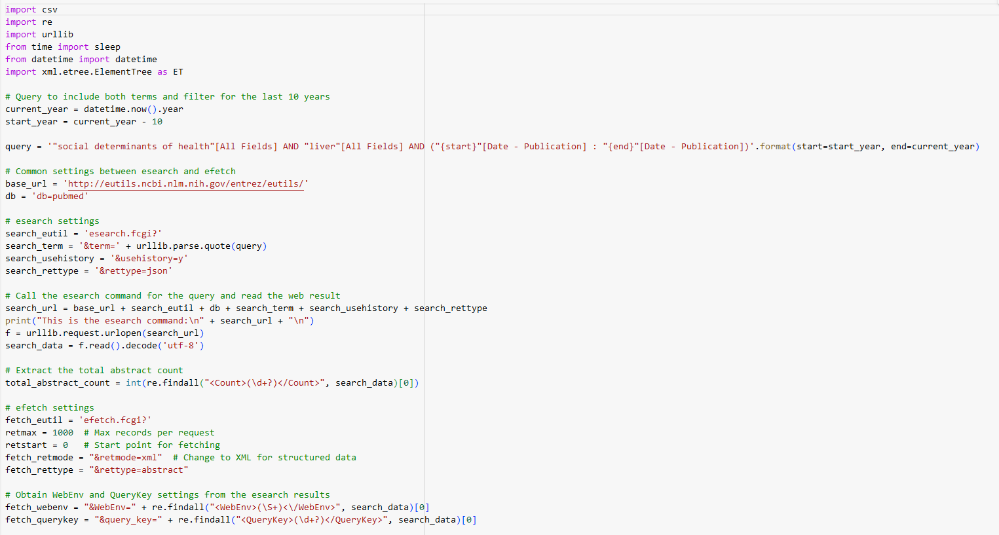 import csv
import re
import urllib
from time import sleep
from datetime import datetime
import xml.etree.ElementTree as ET
# Query to include both terms and filter for the last 10 years
current_year = datetime.now().year
start_year = current_year - 10
query = '"social determinants of health"[All Fields] AND "liver"[All Fields] AND ("{start}"[Date - Publication] : "{end}"[Date - Publication])'.format(start=start_year, end=current_year)
# Common settings between esearch and efetch
base_url = 'http://eutils.ncbi.nlm.nih.gov/entrez/eutils/'
db = 'db=pubmed'
# esearch settings
search_eutil = 'esearch.fcgi?'
search_term = '&term=' + urllib.parse.quote(query)
search_usehistory = '&usehistory=y'
search_rettype = '&rettype=json'
# Call the esearch command for the query and read the web result
search_url = base_url + search_eutil + db + search_term + search_usehistory + search_rettype
print("This is the esearch command:\n" + search_url + "\n")
f = urllib.request.urlopen(search_url)
search_data = f.read().decode('utf-8')
# Extract the total abstract count
total_abstract_count = int(re.findall("<Count>(\d+?)</Count>", search_data)[0])
# efetch settings
fetch_eutil = 'efetch.fcgi?'
retmax = 1000  # Max records per request
retstart = 0   # Start point for fetching
fetch_retmode = "&retmode=xml"  # Change to XML for structured data
fetch_rettype = "&rettype=abstract"
# Obtain WebEnv and QueryKey settings from the esearch results
fetch_webenv = "&WebEnv=" + re.findall("<WebEnv>(\S+)<\/WebEnv>", search_data)[0]
fetch_querykey = "&query_key=" + re.findall("<QueryKey>(\d+?)</QueryKey>", search_data)[0]